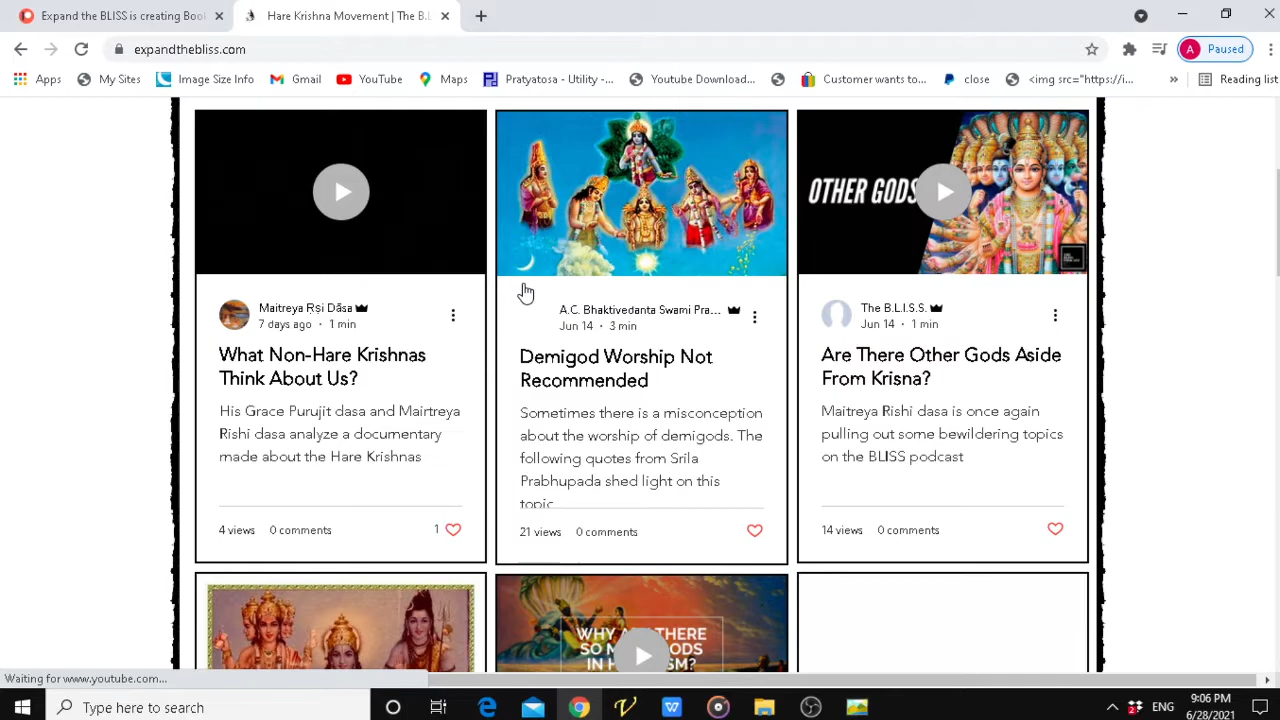 Expand the BLISS is creating Boo
Hare Krishna Movement | The B.L
expandthebliss.com
A Paused
Apps My Sites Image Size Info Gmail YouTube Maps Pratyatosa - Utility -... Youtube Download... Customer wants to... close <img src="https://i... » Reading list
OTHER GODS
Maitreya Ṛṣi Dāsa
7 days ago · 1 min
What Non-Hare Krishnas
Think About Us?
His Grace Purujit dasa and Mairtreya
Rishi dasa analyze a documentary
made about the Hare Krishnas
4 views 0 comments 1
A.C. Bhaktivedanta Swami Pra...
Jun 14 · 3 min
Demigod Worship Not
Recommended
Sometimes there is a misconception
about the worship of demigods. The
following quotes from Srila
Prabhupada shed light on this
topic
21 views 0 comments
The B.L.I.S.S.
Jun 14 · 1 min
Are There Other Gods Aside
From Krisna?
Maitreya Rishi dasa is once again
pulling out some bewildering topics
on the BLISS podcast
14 views 0 comments
WHY ARE THERE
SO M GODS
IN H SM?
Waiting for www.youtube.com...
Type here to search
ENG
9:06 PM
6/28/2021